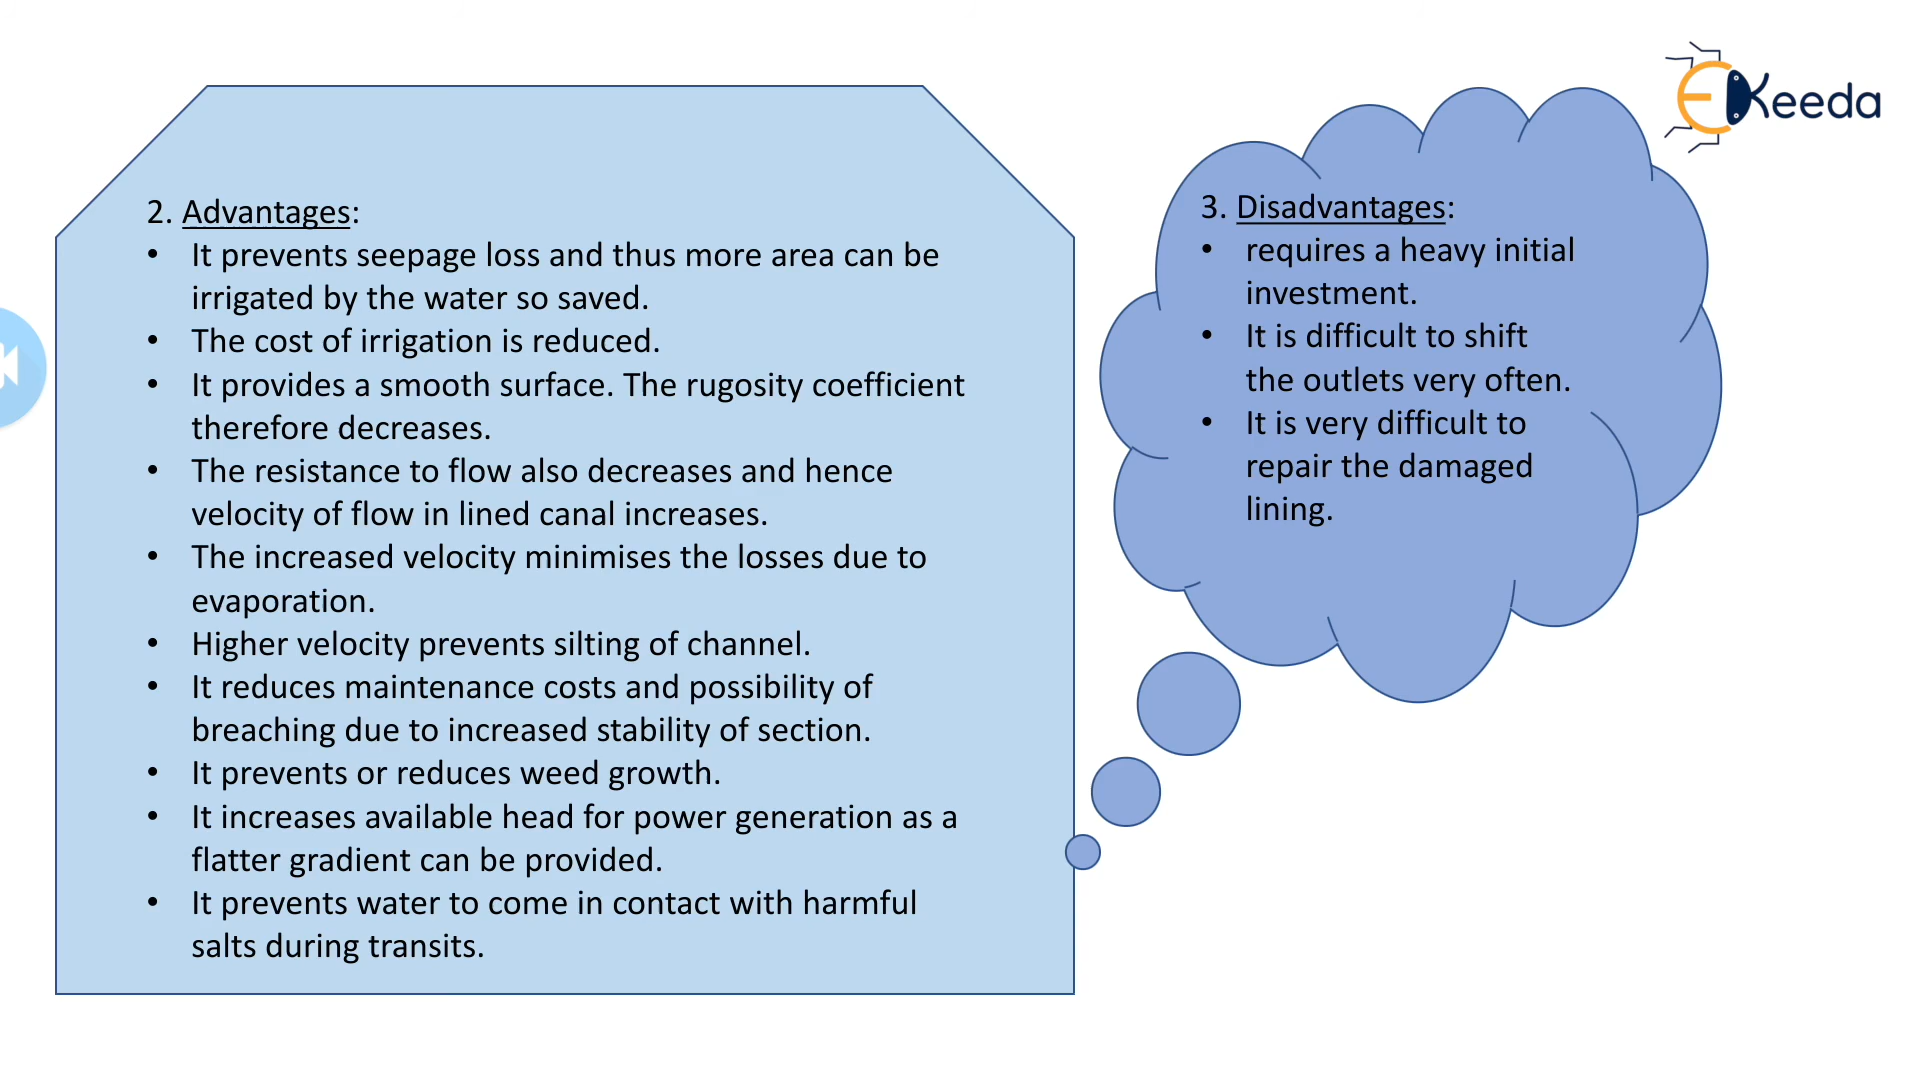 EKeeda
2. Advantages:
• It prevents seepage loss and thus more area can be
irrigated by the water so saved.
• The cost of irrigation is reduced.
• It provides a smooth surface. The rugosity coefficient
therefore decreases.
• The resistance to flow also decreases and hence
velocity of flow in lined canal increases.
• The increased velocity minimises the losses due to
evaporation.
• Higher velocity prevents silting of channel.
• It reduces maintenance costs and possibility of
breaching due to increased stability of section.
• It prevents or reduces weed growth.
• It increases available head for power generation as a
flatter gradient can be provided.
• It prevents water to come in contact with harmful
salts during transits.
3. Disadvantages:
• requires a heavy initial
investment.
• It is difficult to shift
the outlets very often.
• It is very difficult to
repair the damaged
lining.